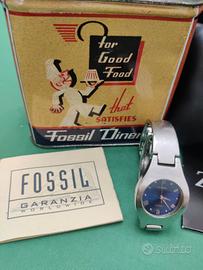 for
Good
Food
that
SATISFIES
Fossil Diner
FOSSIL
GARANZIA
WORLDWIDE
subito